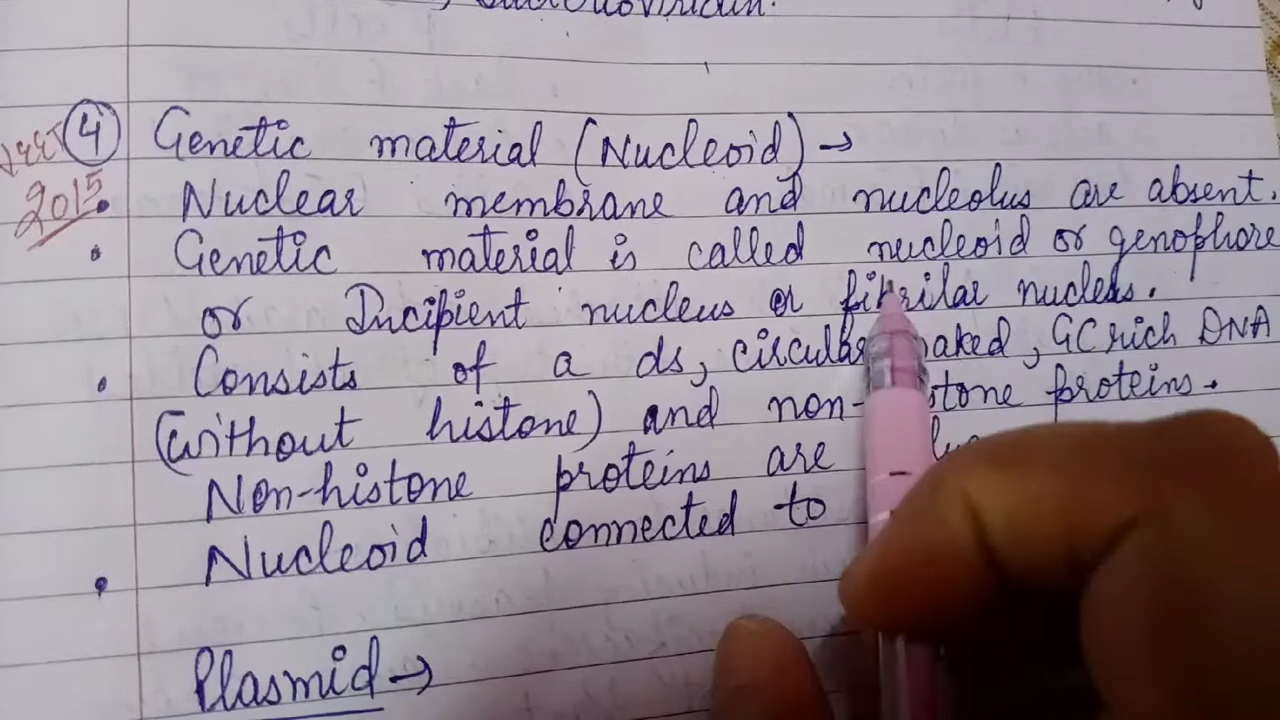 ④ Genetic material (Nucleoid) →
2015
• Nuclear membrane and nucleolus are absent.
• Genetic material is called nucleoid or genophore
or Incipient nucleus or fibrilar nucleus.
• Consists of a ds, circular naked, GC rich DNA
(without histone) and non-histone proteins.
Non-histone proteins are
• Nucleoid connected to
Plasmid →